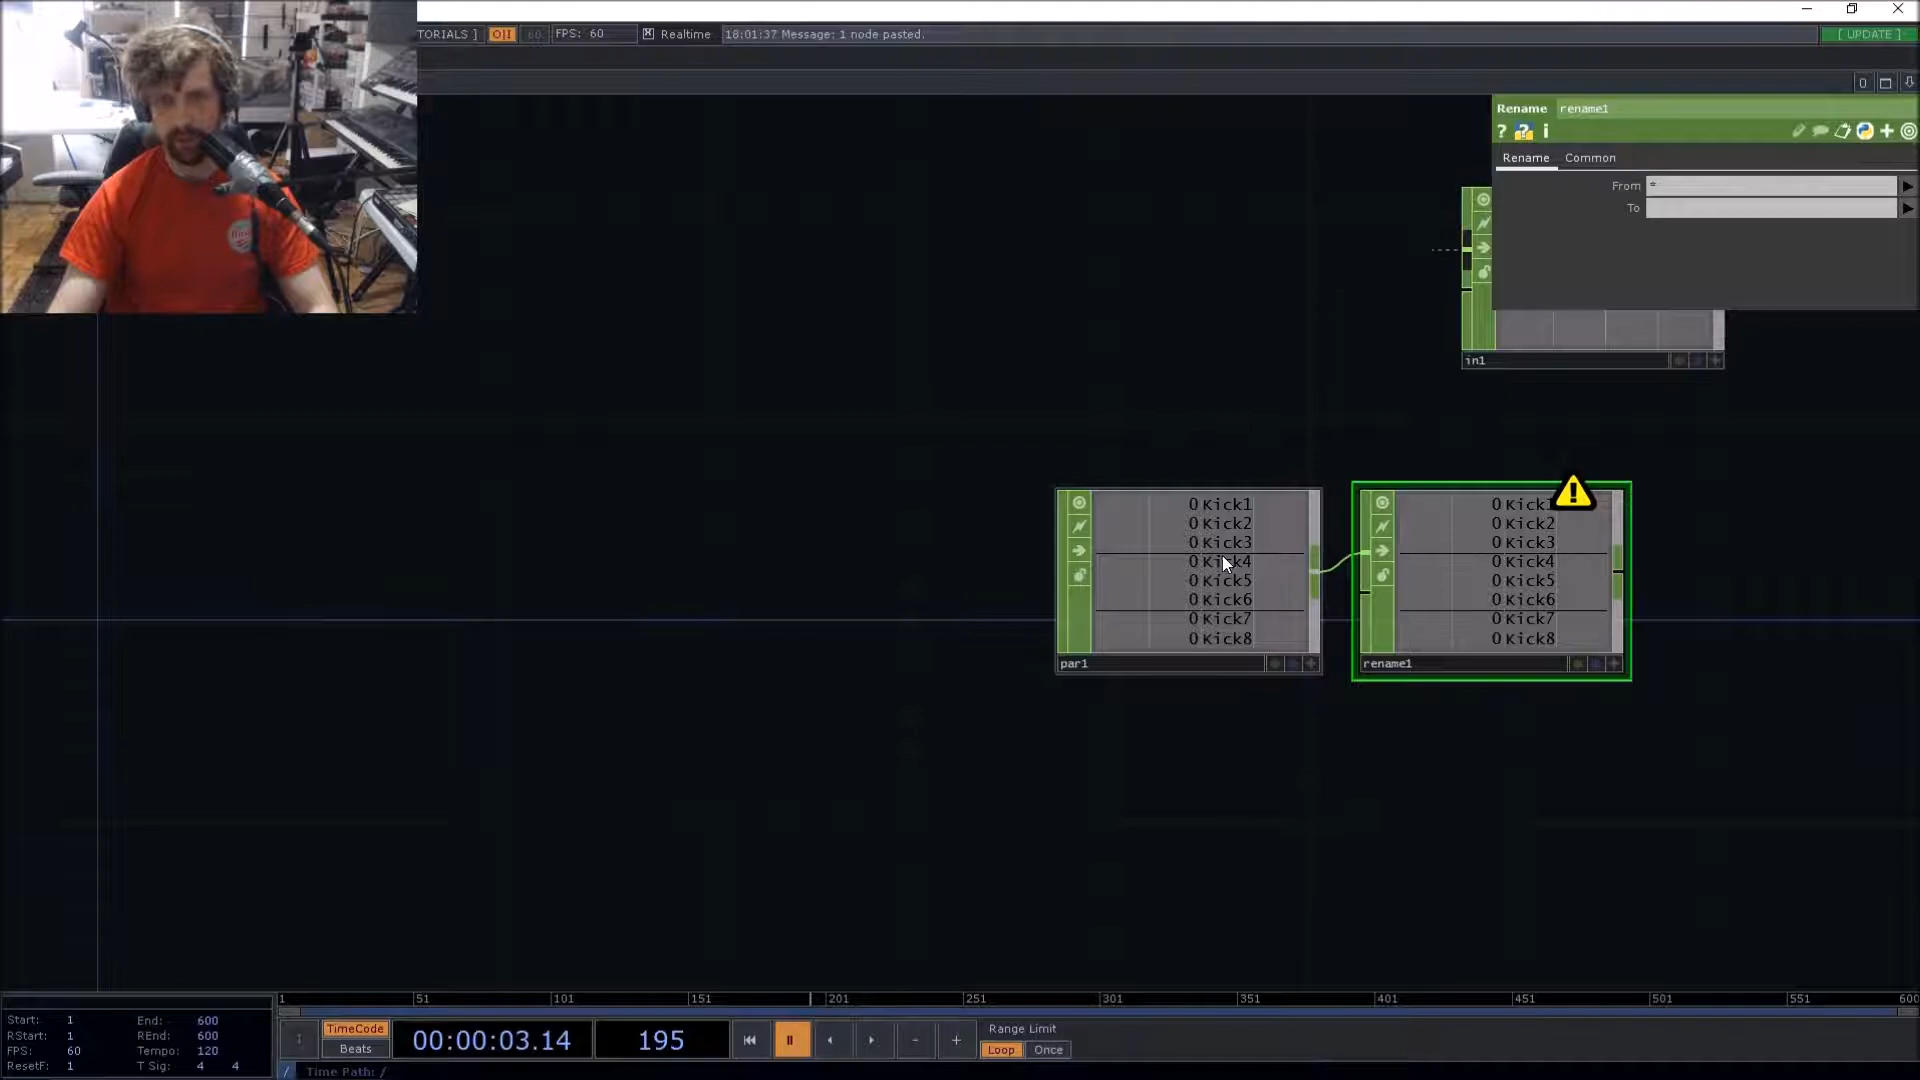 TORIALS ] O|I 60 FPS: 60 Realtime 18:01:37 Message: 1 node pasted. [ UPDATE ]
0
Rename rename1
? ? i
Rename Common
From *
To
in1
0 Kick1
0 Kick2
0 Kick3
0 Kick4
0 Kick5
0 Kick6
0 Kick7
0 Kick8
par1
0 Kick1
0 Kick2
0 Kick3
0 Kick4
0 Kick5
0 Kick6
0 Kick7
0 Kick8
rename1
1 51 101 151 201 251 301 351 401 451 501 551 600
Start: 1 End: 600
RStart: 1 REnd: 600
FPS: 60 Tempo: 120
ResetF: 1 T Sig: 4 4
TimeCode
Beats
00:00:03.14
195
- +
Range Limit
Loop Once
/ Time Path: /